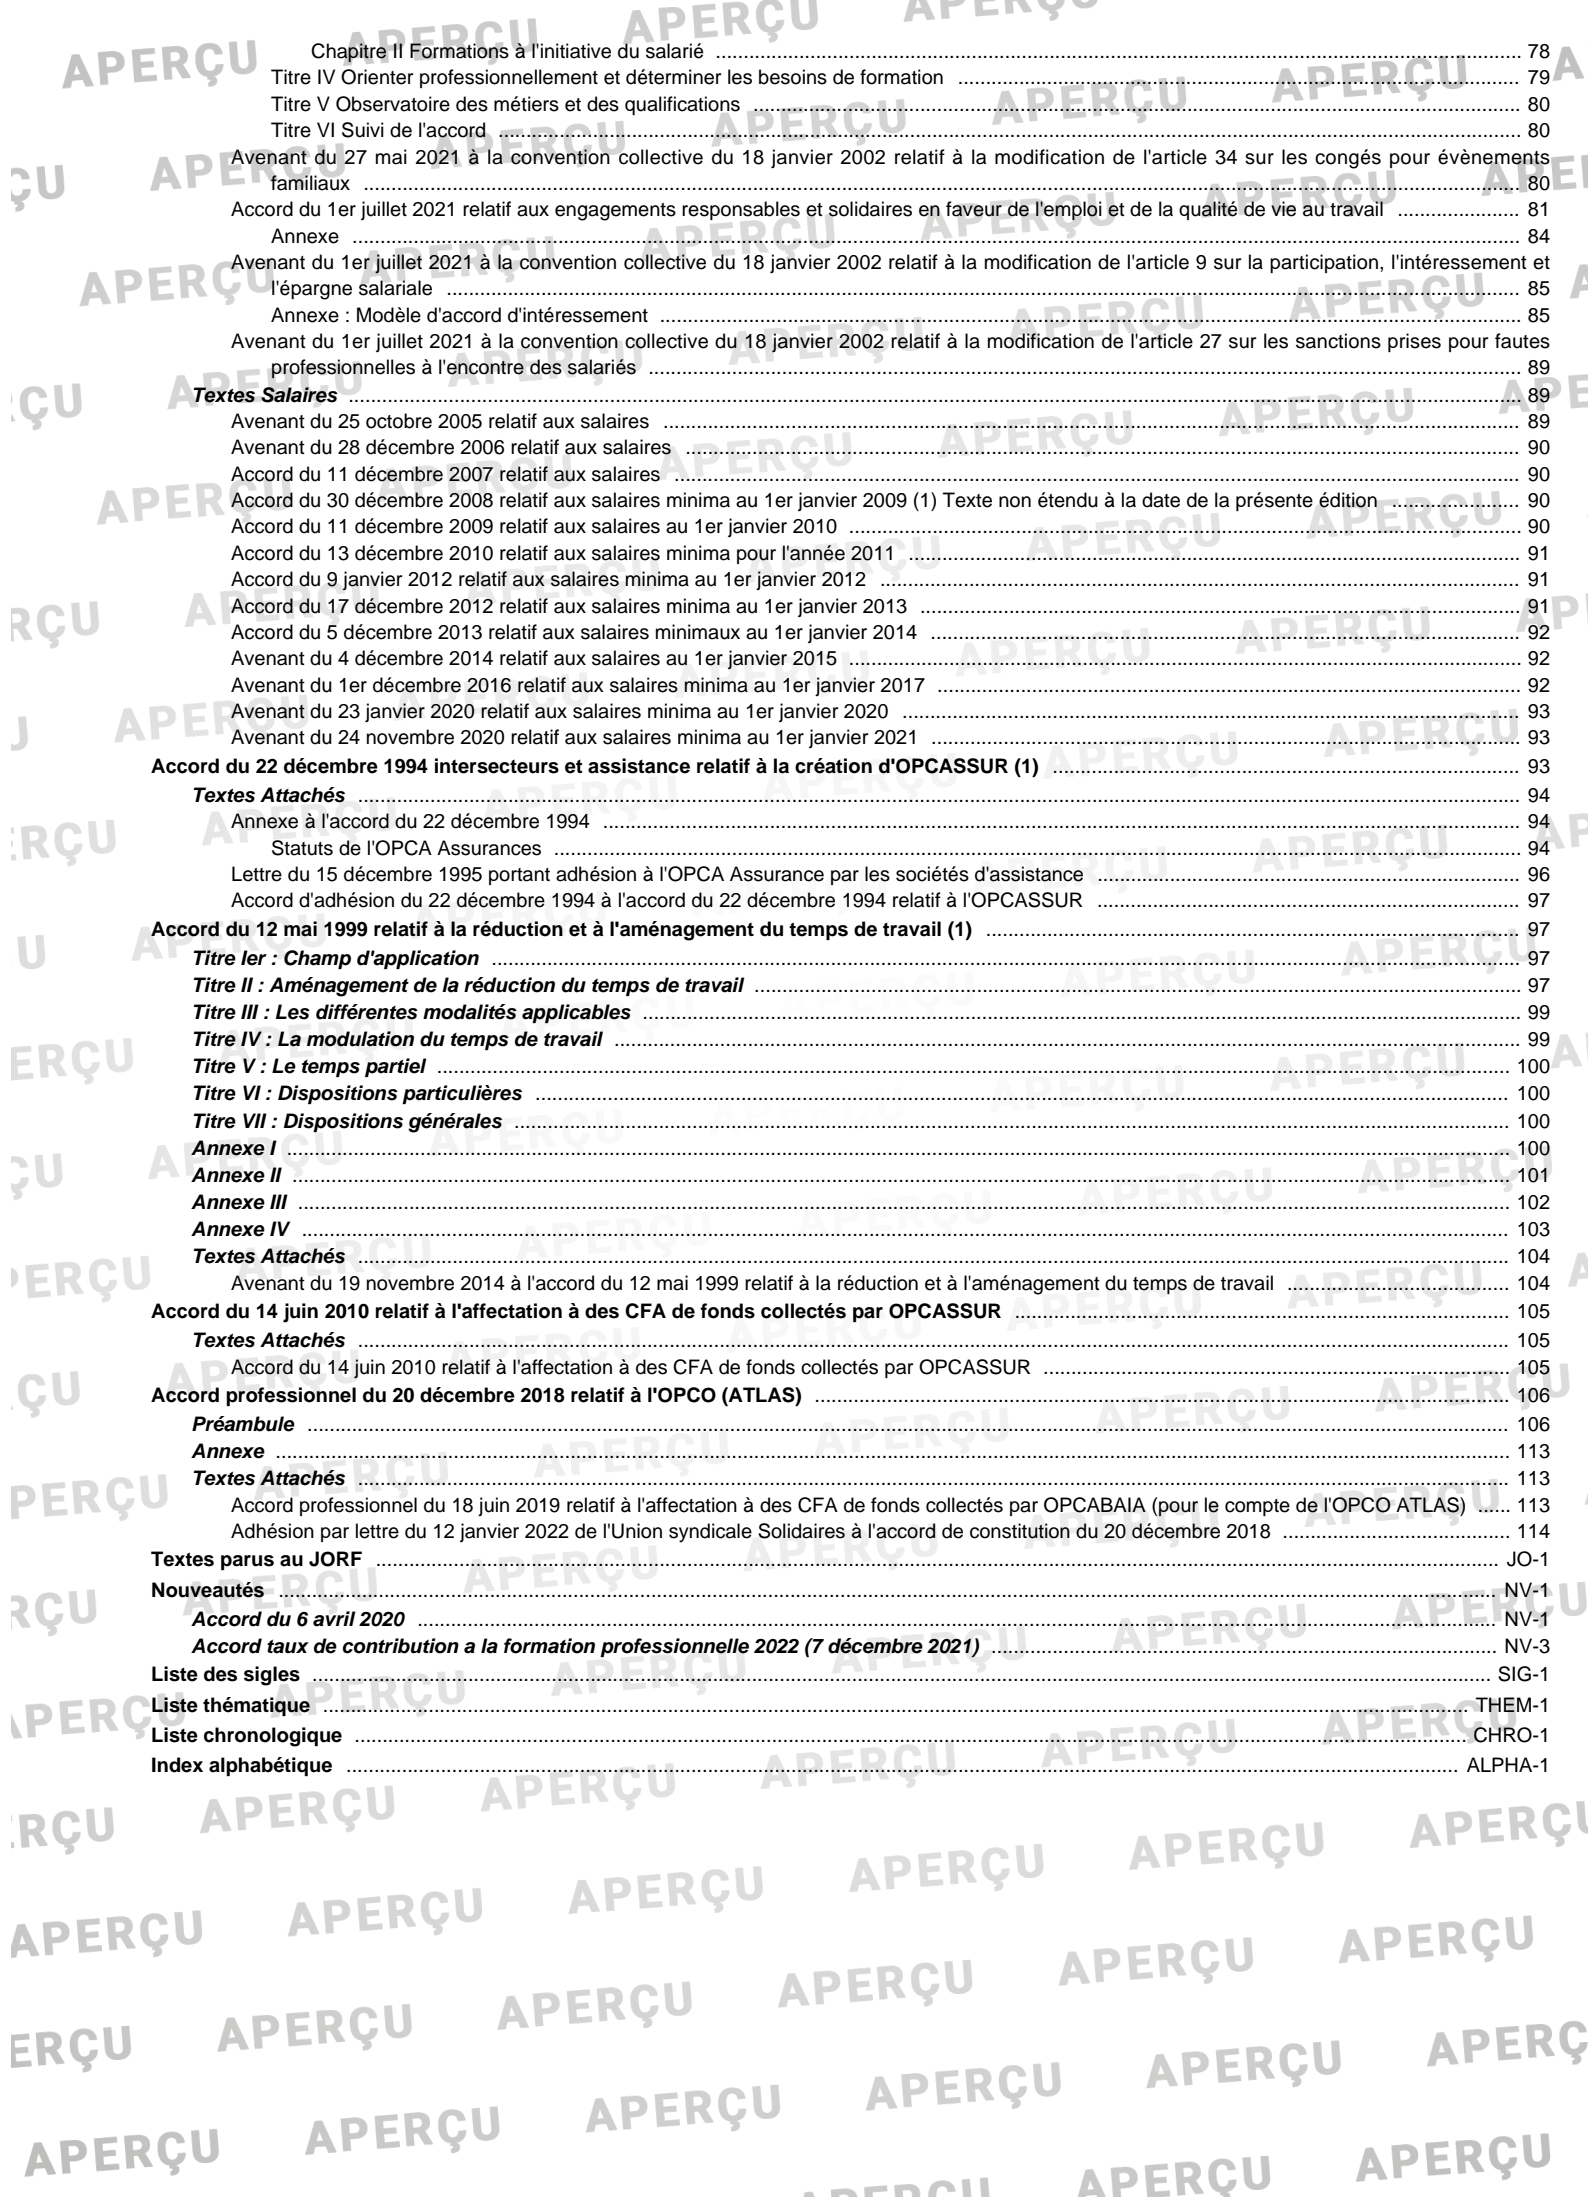 Chapitre II Formations à l'initiative du salarié ... 78
Titre IV Orienter professionnellement et déterminer les besoins de formation ... 79
Titre V Observatoire des métiers et des qualifications ... 80
Titre VI Suivi de l'accord ... 80
Avenant du 27 mai 2021 à la convention collective du 18 janvier 2002 relatif à la modification de l'article 34 sur les congés pour évènements
familiaux ... 80
Accord du 1er juillet 2021 relatif aux engagements responsables et solidaires en faveur de l'emploi et de la qualité de vie au travail ... 81
Annexe ... 84
Avenant du 1er juillet 2021 à la convention collective du 18 janvier 2002 relatif à la modification de l'article 9 sur la participation, l'intéressement et
l'épargne salariale ... 85
Annexe : Modèle d'accord d'intéressement ... 85
Avenant du 1er juillet 2021 à la convention collective du 18 janvier 2002 relatif à la modification de l'article 27 sur les sanctions prises pour fautes
professionnelles à l'encontre des salariés ... 89
Textes Salaires ... 89
Avenant du 25 octobre 2005 relatif aux salaires ... 89
Avenant du 28 décembre 2006 relatif aux salaires ... 90
Accord du 11 décembre 2007 relatif aux salaires ... 90
Accord du 30 décembre 2008 relatif aux salaires minima au 1er janvier 2009 (1) Texte non étendu à la date de la présente édition ... 90
Accord du 11 décembre 2009 relatif aux salaires au 1er janvier 2010 ... 90
Accord du 13 décembre 2010 relatif aux salaires minima pour l'année 2011 ... 91
Accord du 9 janvier 2012 relatif aux salaires minima au 1er janvier 2012 ... 91
Accord du 17 décembre 2012 relatif aux salaires minima au 1er janvier 2013 ... 91
Accord du 5 décembre 2013 relatif aux salaires minimaux au 1er janvier 2014 ... 92
Avenant du 4 décembre 2014 relatif aux salaires au 1er janvier 2015 ... 92
Avenant du 1er décembre 2016 relatif aux salaires minima au 1er janvier 2017 ... 92
Avenant du 23 janvier 2020 relatif aux salaires minima au 1er janvier 2020 ... 93
Avenant du 24 novembre 2020 relatif aux salaires minima au 1er janvier 2021 ... 93
Accord du 22 décembre 1994 intersecteurs et assistance relatif à la création d'OPCASSUR (1) ... 93
Textes Attachés ... 94
Annexe à l'accord du 22 décembre 1994 ... 94
Statuts de l'OPCA Assurances ... 94
Lettre du 15 décembre 1995 portant adhésion à l'OPCA Assurance par les sociétés d'assistance ... 96
Accord d'adhésion du 22 décembre 1994 à l'accord du 22 décembre 1994 relatif à l'OPCASSUR ... 97
Accord du 12 mai 1999 relatif à la réduction et à l'aménagement du temps de travail (1) ... 97
Titre Ier : Champ d'application ... 97
Titre II : Aménagement de la réduction du temps de travail ... 97
Titre III : Les différentes modalités applicables ... 99
Titre IV : La modulation du temps de travail ... 99
Titre V : Le temps partiel ... 100
Titre VI : Dispositions particulières ... 100
Titre VII : Dispositions générales ... 100
Annexe I ... 100
Annexe II ... 101
Annexe III ... 102
Annexe IV ... 103
Textes Attachés ... 104
Avenant du 19 novembre 2014 à l'accord du 12 mai 1999 relatif à la réduction et à l'aménagement du temps de travail ... 104
Accord du 14 juin 2010 relatif à l'affectation à des CFA de fonds collectés par OPCASSUR ... 105
Textes Attachés ... 105
Accord du 14 juin 2010 relatif à l'affectation à des CFA de fonds collectés par OPCASSUR ... 105
Accord professionnel du 20 décembre 2018 relatif à l'OPCO (ATLAS) ... 106
Préambule ... 106
Annexe ... 113
Textes Attachés ... 113
Accord professionnel du 18 juin 2019 relatif à l'affectation à des CFA de fonds collectés par OPCABAIA (pour le compte de l'OPCO ATLAS) ... 113
Adhésion par lettre du 12 janvier 2022 de l'Union syndicale Solidaires à l'accord de constitution du 20 décembre 2018 ... 114
Textes parus au JORF ... JO-1
Nouveautés ... NV-1
Accord du 6 avril 2020 ... NV-1
Accord taux de contribution a la formation professionnelle 2022 (7 décembre 2021) ... NV-3
Liste des sigles ... SIG-1
Liste thématique ... THEM-1
Liste chronologique ... CHRO-1
Index alphabétique ... ALPHA-1
APERÇU